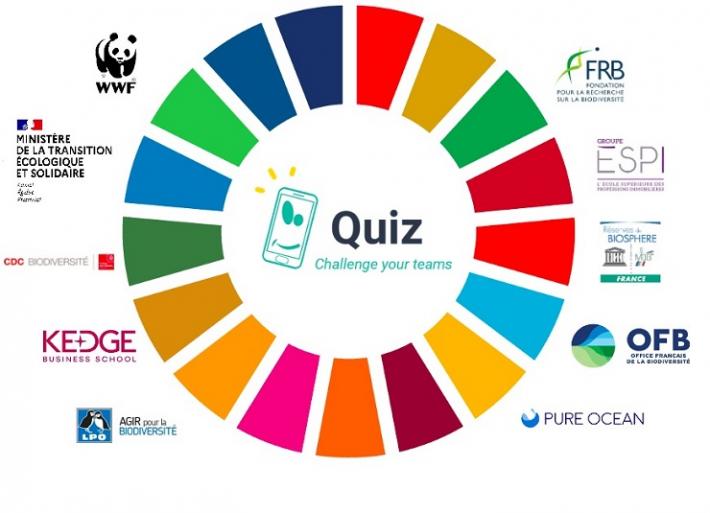 WWF
FRB
FONDATION
POUR LA RECHERCHE
SUR LA BIODIVERSITÉ
MINISTÈRE
DE LA TRANSITION
ÉCOLOGIQUE
ET SOLIDAIRE
GROUPE
ESPI
L'ÉCOLE SUPÉRIEURE DES
PROFESSIONS IMMOBILIÈRES
Quiz
Challenge your teams
Réserves de
BIOSPHERE
FRANCE
CDC BIODIVERSITÉ
KEDGE
BUSINESS SCHOOL
OFB
OFFICE FRANÇAIS
DE LA BIODIVERSITÉ
LPO
AGIR pour la
BIODIVERSITÉ
PURE OCEAN